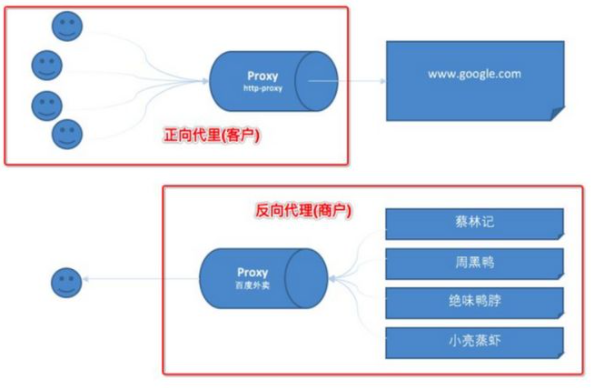 Proxy
http-proxy
www.google.com
正向代里(客户)
反向代理(商户)
蔡林记
周黑鸭
Proxy
百度外卖
绝味鸭脖
小亮蒸虾